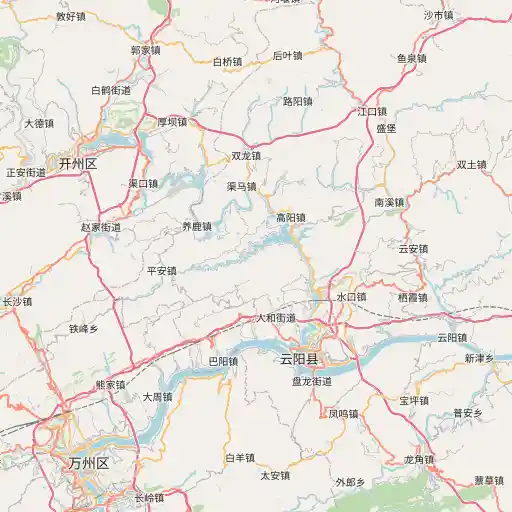 敦好镇
沙市镇
郭家镇
后叶镇
鱼泉镇
白桥镇
白鹤街道
路阳镇
江口镇
大德镇
厚坝镇
盛堡
双龙镇
开州区
双土镇
正安街道
渠口镇
渠马镇
南溪镇
高阳镇
赵家街道
养鹿镇
云安镇
平安镇
水口镇
栖霞镇
长沙镇
人和街道
铁峰乡
云阳镇
巴阳镇
云阳县
新津乡
熊家镇
盘龙街道
大周镇
宝坪镇
凤鸣镇
普安乡
白羊镇
万州区
龙角镇
太安镇
外郎乡
蔈草镇
长岭镇